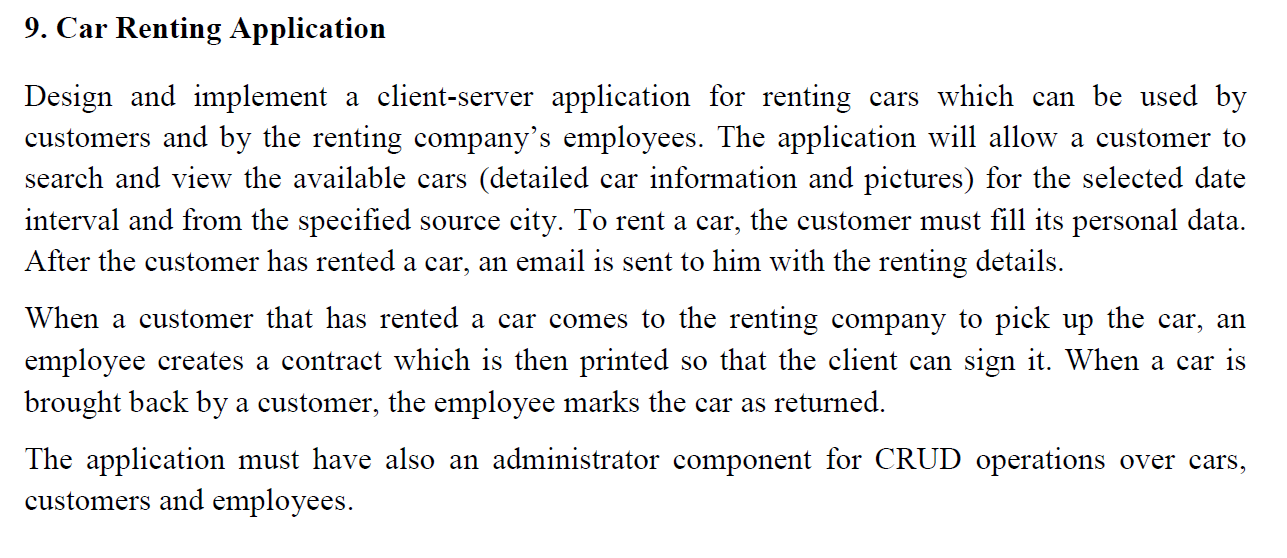 9. Car Renting Application
Design and implement a client-server application for renting cars which can be used by
customers and by the renting company’s employees. The application will allow a customer to
search and view the available cars (detailed car information and pictures) for the selected date
interval and from the specified source city. To rent a car, the customer must fill its personal data.
After the customer has rented a car, an email is sent to him with the renting details.
When a customer that has rented a car comes to the renting company to pick up the car, an
employee creates a contract which is then printed so that the client can sign it. When a car is
brought back by a customer, the employee marks the car as returned.
The application must have also an administrator component for CRUD operations over cars,
customers and employees.